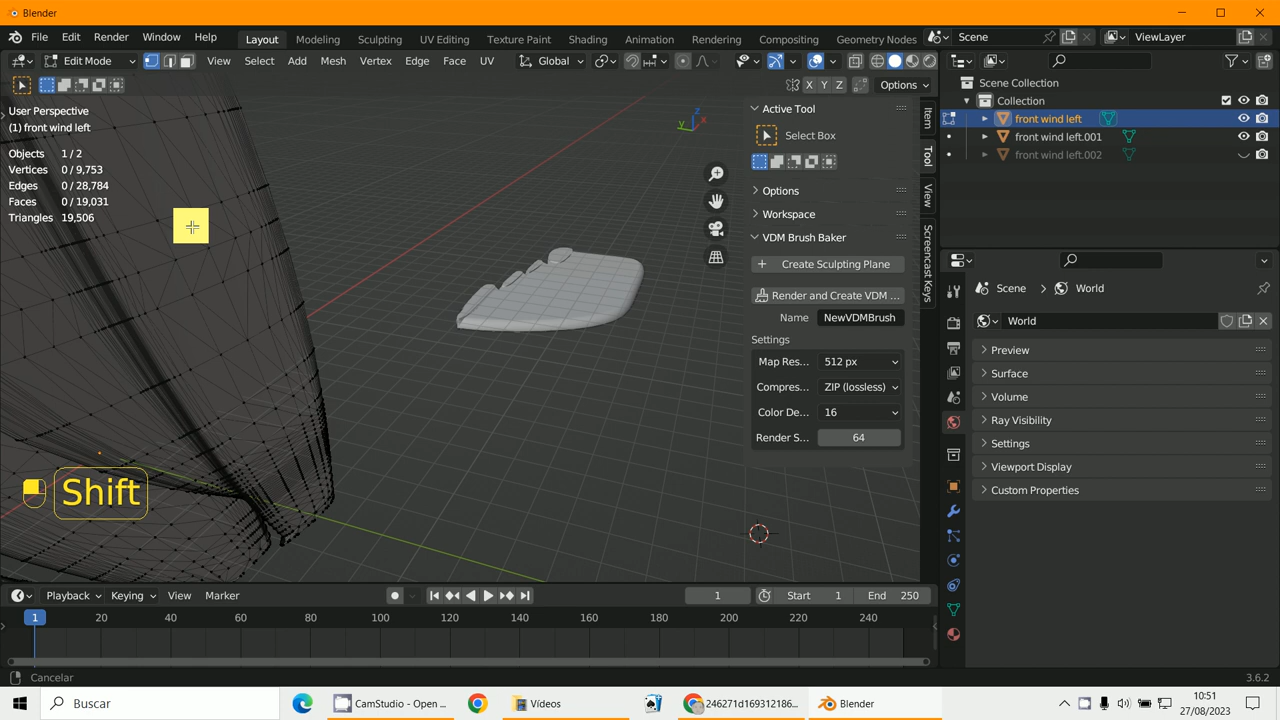 Blender
File Edit Render Window Help Layout Modeling Sculpting UV Editing Texture Paint Shading Animation Rendering Compositing Geometry Nodes Scene ViewLayer
Edit Mode View Select Add Mesh Vertex Edge Face UV Global
X Y Z Options
User Perspective
(1) front wind left
Objects 1 / 2
Vertices 0 / 9,753
Edges 0 / 28,784
Faces 0 / 19,031
Triangles 19,506
Shift
z
x
y
Active Tool
Select Box
Options
Workspace
VDM Brush Baker
Create Sculpting Plane
Render and Create VDM ...
Name NewVDMBrush
Settings
Map Res... 512 px
Compres... ZIP (lossless)
Color De... 16
Render S... 64
Item
Tool
View
Screencast Keys
Scene Collection
Collection
front wind left
front wind left.001
front wind left.002
Scene World
World
Preview
Surface
Volume
Ray Visibility
Settings
Viewport Display
Custom Properties
Playback Keying View Marker 1 Start 1 End 250
1 20 40 60 80 100 120 140 160 180 200 220 240
Cancelar 3.6.2
Buscar CamStudio - Open ... Vídeos 246271d169312186... Blender 10:51
27/08/2023